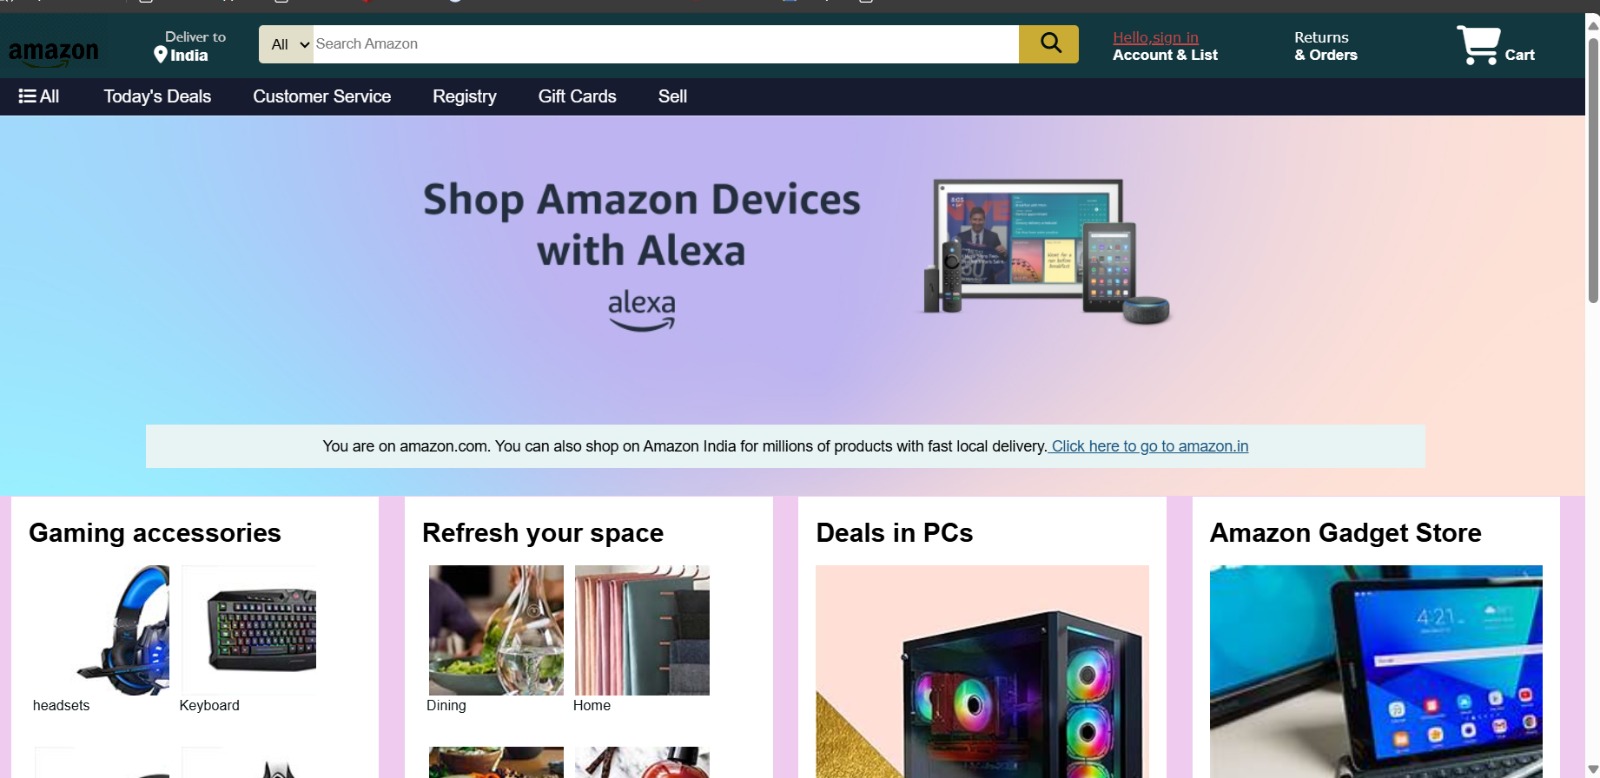 amazon
Deliver to
India
All
Search Amazon
Hello,sign in
Account & List
Returns
& Orders
Cart
All
Today's Deals
Customer Service
Registry
Gift Cards
Sell
Shop Amazon Devices
with Alexa
alexa
You are on amazon.com. You can also shop on Amazon India for millions of products with fast local delivery. Click here to go to amazon.in
Gaming accessories
Refresh your space
Deals in PCs
Amazon Gadget Store
4:21
headsets
Keyboard
Dining
Home